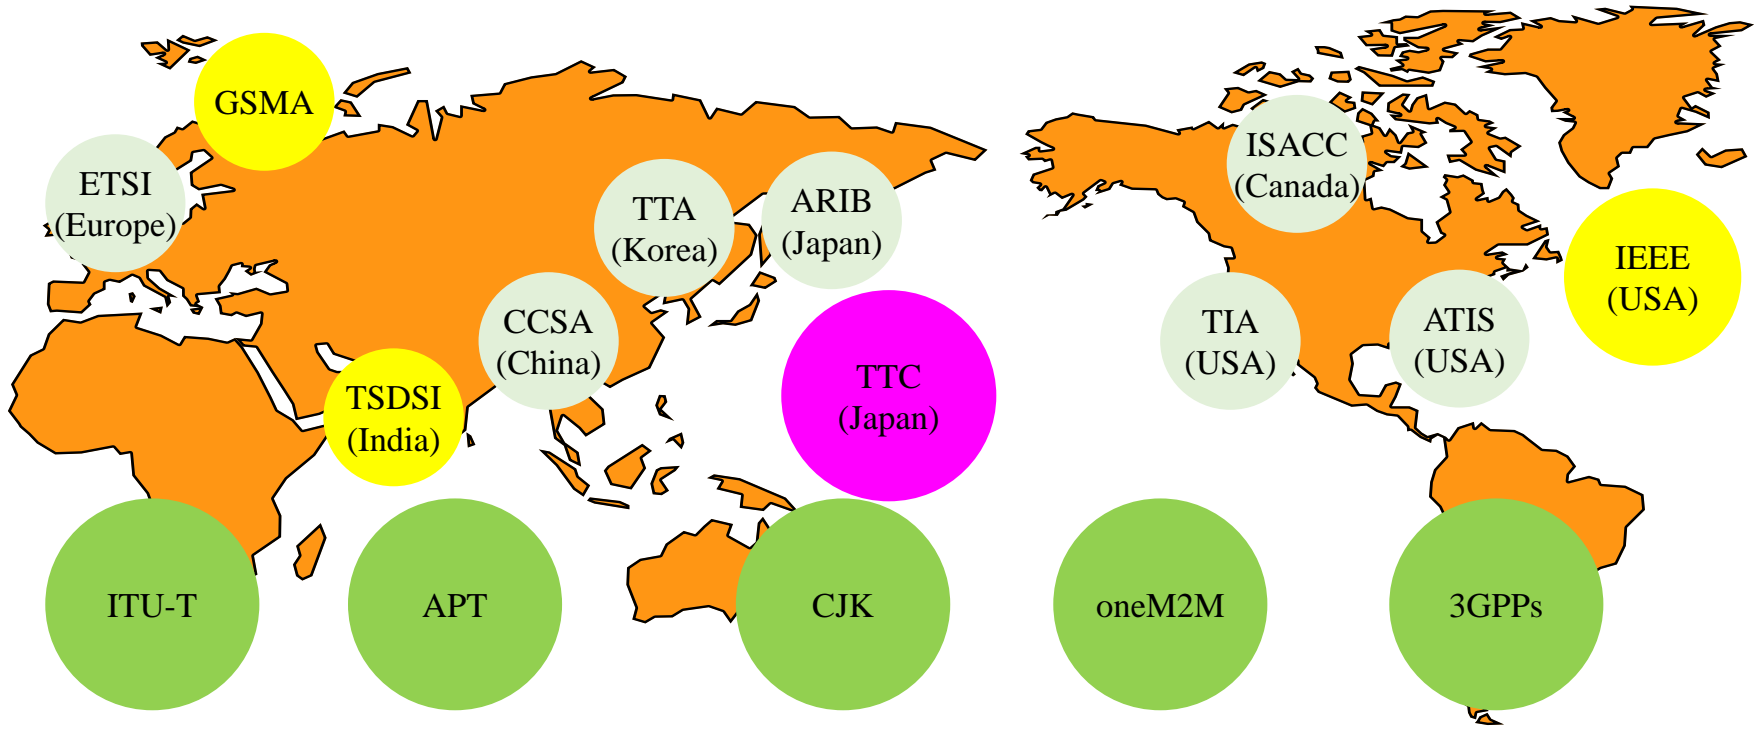 GSMA
ETSI
(Europe)
TTA
(Korea)
ARIB
(Japan)
ISACC
(Canada)
IEEE
(USA)
CCSA
(China)
TIA
(USA)
ATIS
(USA)
TSDSI
(India)
TTC
(Japan)
ITU-T
APT
CJK
oneM2M
3GPPs